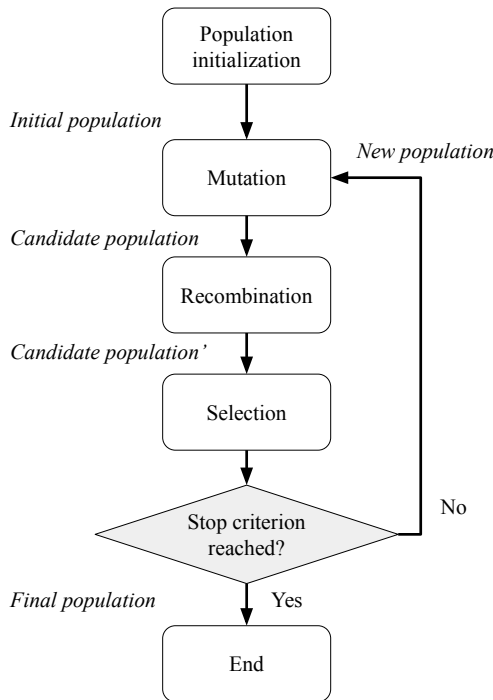 Population
initialization
Initial population
New population
Mutation
Candidate population
Recombination
Candidate population’
Selection
Stop criterion
reached?
No
Final population
Yes
End